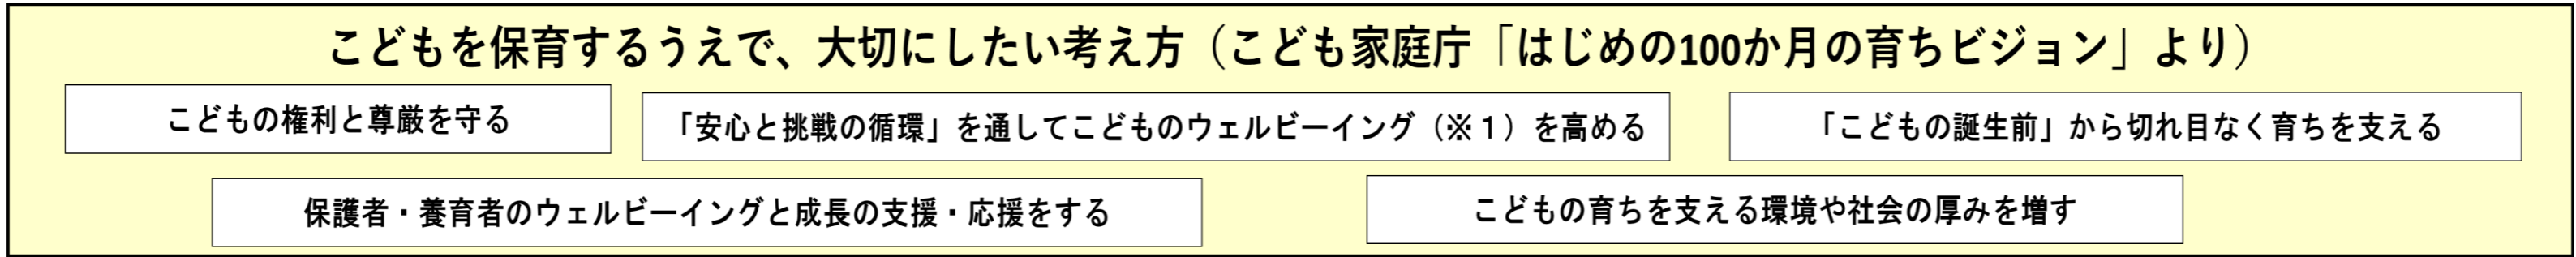 こどもを保育するうえで、大切にしたい考え方（こども家庭庁「はじめの100か月の育ちビジョン」より）
こどもの権利と尊厳を守る
「安心と挑戦の循環」を通してこどものウェルビーイング（※１）を高める
「こどもの誕生前」から切れ目なく育ちを支える
保護者・養育者のウェルビーイングと成長の支援・応援をする
こどもの育ちを支える環境や社会の厚みを増す